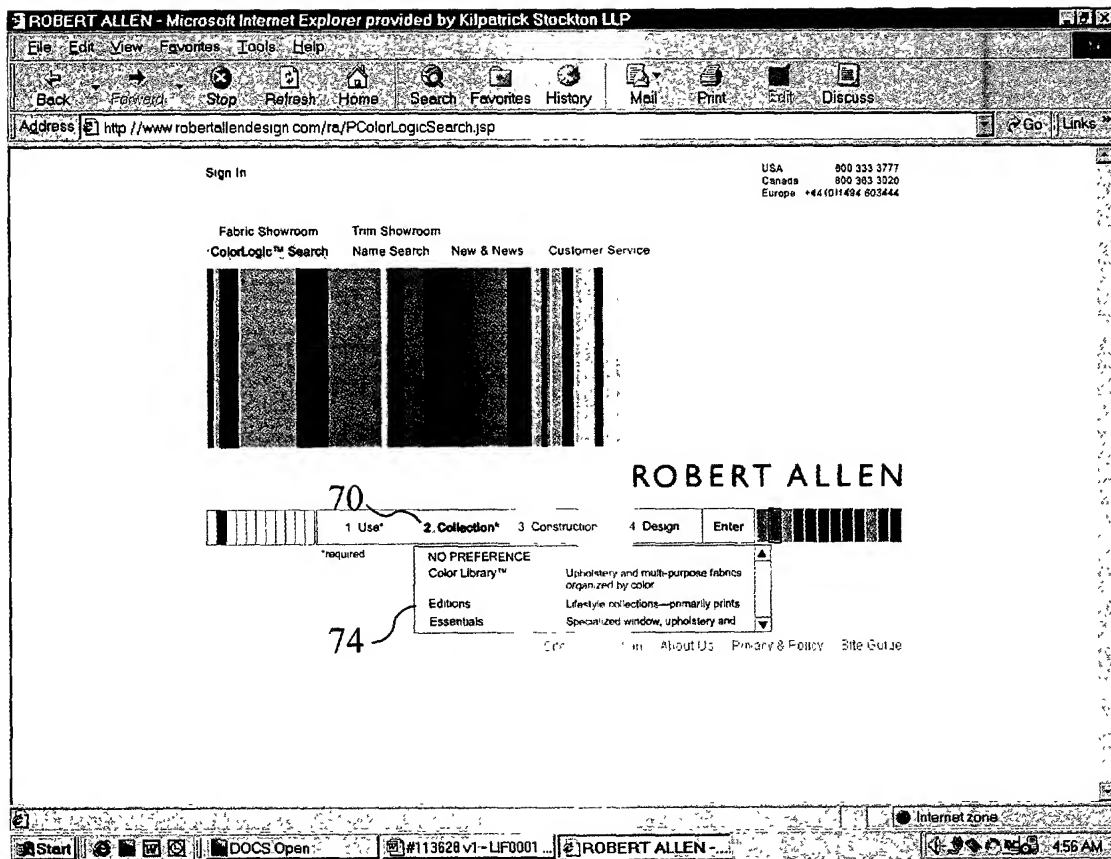 ROBERT ALLEN - Microsoft Internet Explorer provided by Kilpatrick Stockton LLP
File Edit View Favorites Tools Help
Back Forward Stop Refresh Home Search Favorites History Mail Print Edit Discuss
Address http //www robertallendesign com/ra/PColorLogicSearch.jsp Go Links »
Sign In
USA 800 333 3777
Canada 800 363 3020
Europe +44 (0)1494 603444
Fabric Showroom Trim Showroom
ColorLogic™ Search Name Search New & News Customer Service
ROBERT ALLEN
70
1 Use* 2. Collection* 3 Construction 4 Design Enter
*required
NO PREFERENCE
Color Library™ Upholstery and multi-purpose fabrics
organized by color
Editions Lifestyle collections—primarily prints
Essentials Specialized window, upholstery and
74
About Us Privacy & Policy Site Guide
Internet zone
Start DOCS Open #113628 v1 - LIF0001 ... ROBERT ALLEN -... 4:56 AM